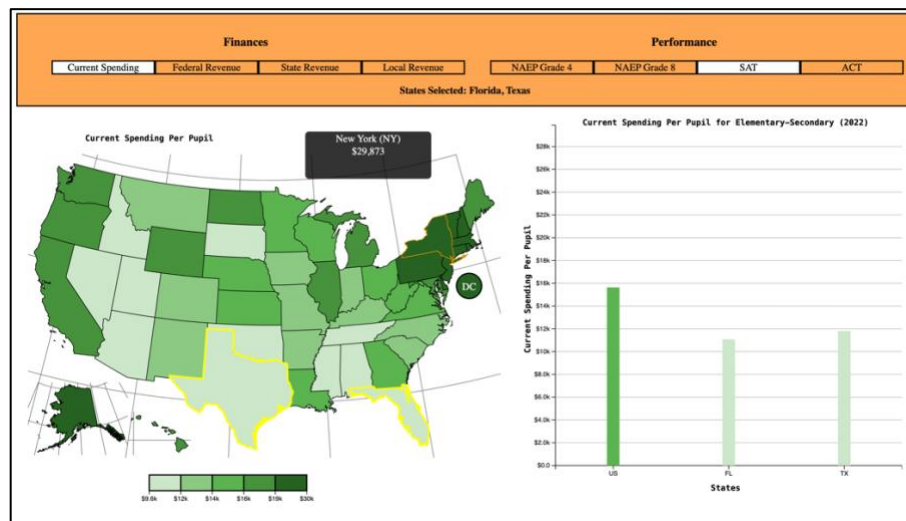 Finances
Performance
Current Spending
Federal Revenue
State Revenue
Local Revenue
NAEP Grade 4
NAEP Grade 8
SAT
ACT
States Selected: Florida, Texas
Current Spending Per Pupil
New York (NY)
$29,873
DC
$9.6k
$12k
$14k
$16k
$19k
$30k
Current Spending Per Pupil for Elementary-Secondary (2022)
Current Spending Per Pupil
$28k
$26k
$24k
$22k
$20k
$18k
$16k
$14k
$12k
$10k
$8.0k
$6.0k
$4.0k
$2.0k
$0.0
US
FL
TX
States